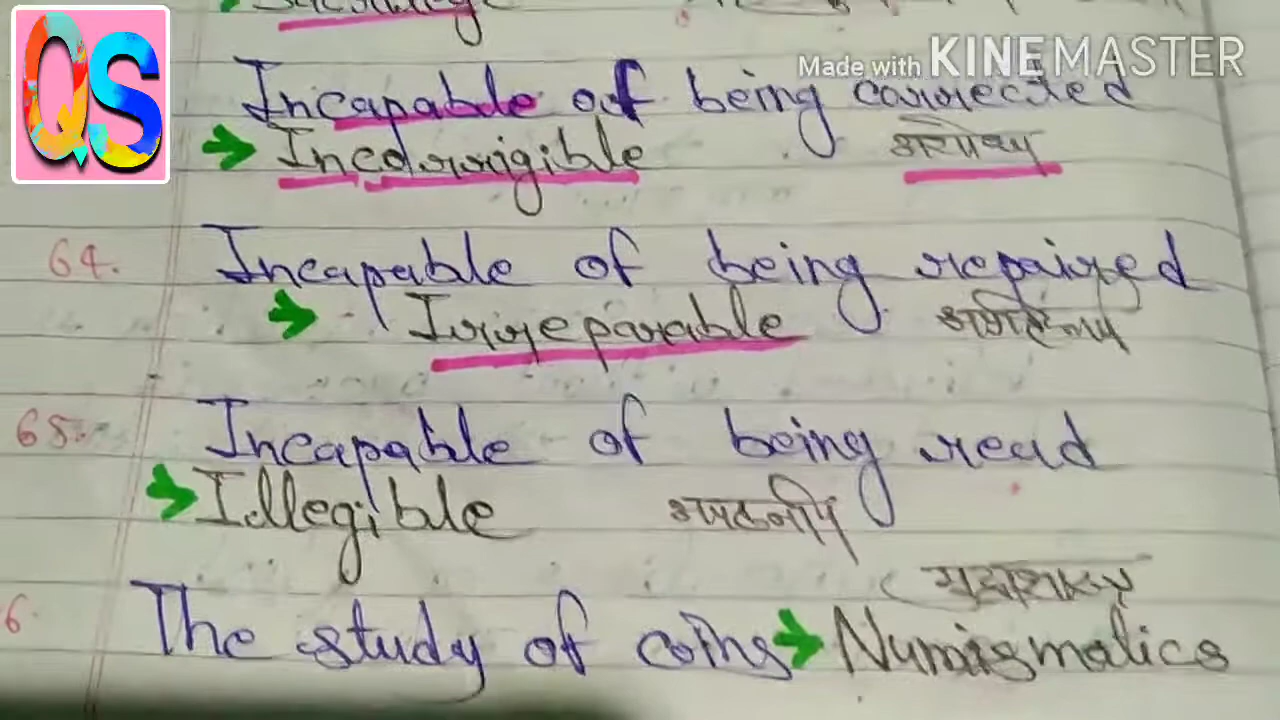 QS
Made with KINEMASTER
Incapable of being corrected
Incorrigible
64. Incapable of being repaired
Irreparable
65. Incapable of being read
Illegible अपठनीय
6. The study of coins Numismatics